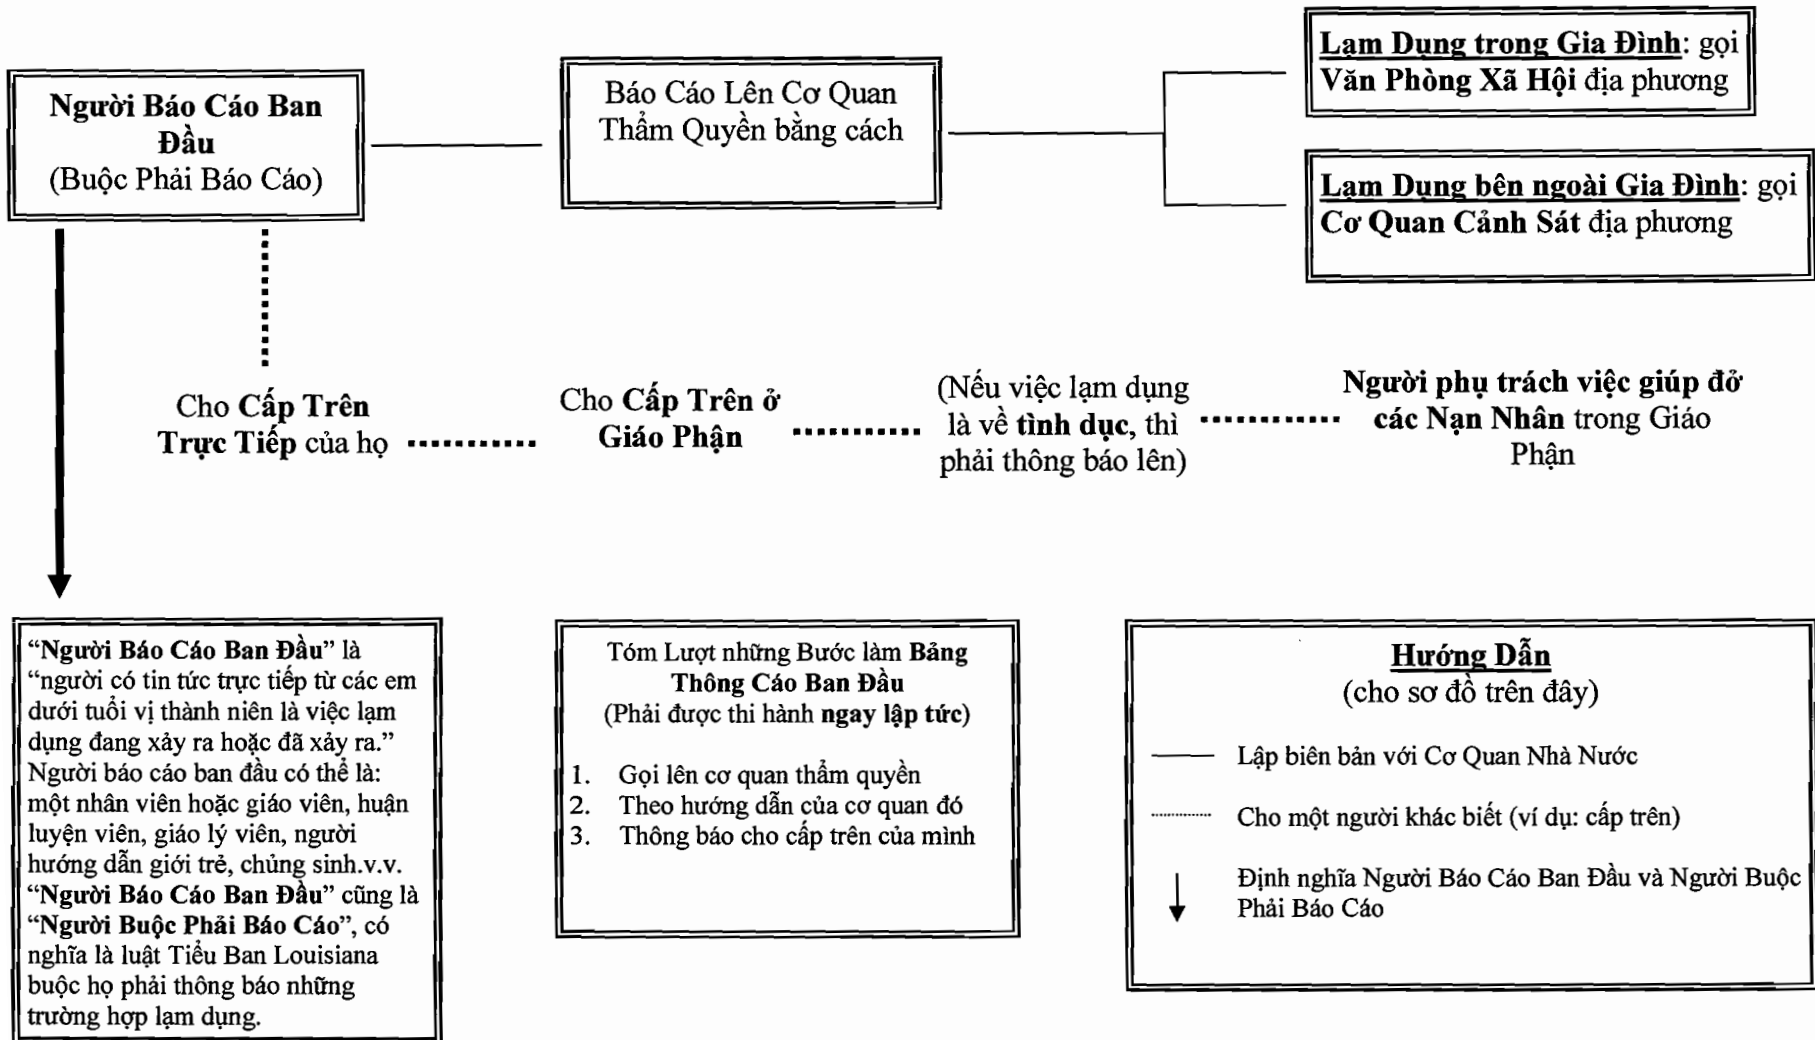 Người Báo Cáo Ban
Đầu
(Buộc Phải Báo Cáo)
Báo Cáo Lên Cơ Quan
Thẩm Quyền bằng cách
Lạm Dụng trong Gia Đình: gọi
Văn Phòng Xã Hội địa phương
Lạm Dụng bên ngoài Gia Đình: gọi
Cơ Quan Cảnh Sát địa phương
Cho Cấp Trên
Trực Tiếp của họ
Cho Cấp Trên ở
Giáo Phận
(Nếu việc lạm dụng
là về tình dục, thì
phải thông báo lên)
Người phụ trách việc giúp đở
các Nạn Nhân trong Giáo
Phận
“Người Báo Cáo Ban Đầu” là
“người có tin tức trực tiếp từ các em
dưới tuổi vị thành niên là việc lạm
dụng đang xảy ra hoặc đã xảy ra.”
Người báo cáo ban đầu có thể là:
một nhân viên hoặc giáo viên, huận
luyện viên, giáo lý viên, người
hướng dẫn giới trẻ, chủng sinh.v.v.
“Người Báo Cáo Ban Đầu” cũng là
“Người Buộc Phải Báo Cáo”, có
nghĩa là luật Tiểu Ban Louisiana
buộc họ phải thông báo những
trường hợp lạm dụng.
Tóm Lượt những Bước làm Bảng
Thông Cáo Ban Đầu
(Phải được thi hành ngay lập tức)
1. Gọi lên cơ quan thẩm quyền
2. Theo hướng dẫn của cơ quan đó
3. Thông báo cho cấp trên của mình
Hướng Dẫn
(cho sơ đồ trên đây)
Lập biên bản với Cơ Quan Nhà Nước
Cho một người khác biết (ví dụ: cấp trên)
Định nghĩa Người Báo Cáo Ban Đầu và Người Buộc
Phải Báo Cáo